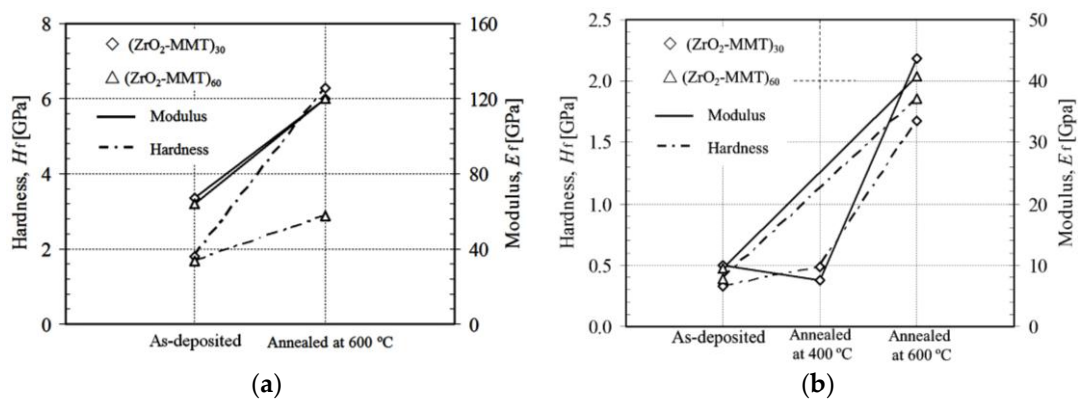 8
6
4
2
0
Hardness, Hf [GPa]
(ZrO2-MMT)30
(ZrO2-MMT)60
Modulus
Hardness
160
120
80
40
0
Modulus, Ef [GPa]
As-deposited
Annealed at 600 ºC
(a)
2.5
2.0
1.5
1.0
0.5
0.0
Hardness, Hf [GPa]
(ZrO2-MMT)30
(ZrO2-MMT)60
Modulus
Hardness
50
40
30
20
10
0
Modulus, Ef [Gpa]
As-deposited
Annealed
at 400 ºC
Annealed
at 600 ºC
(b)